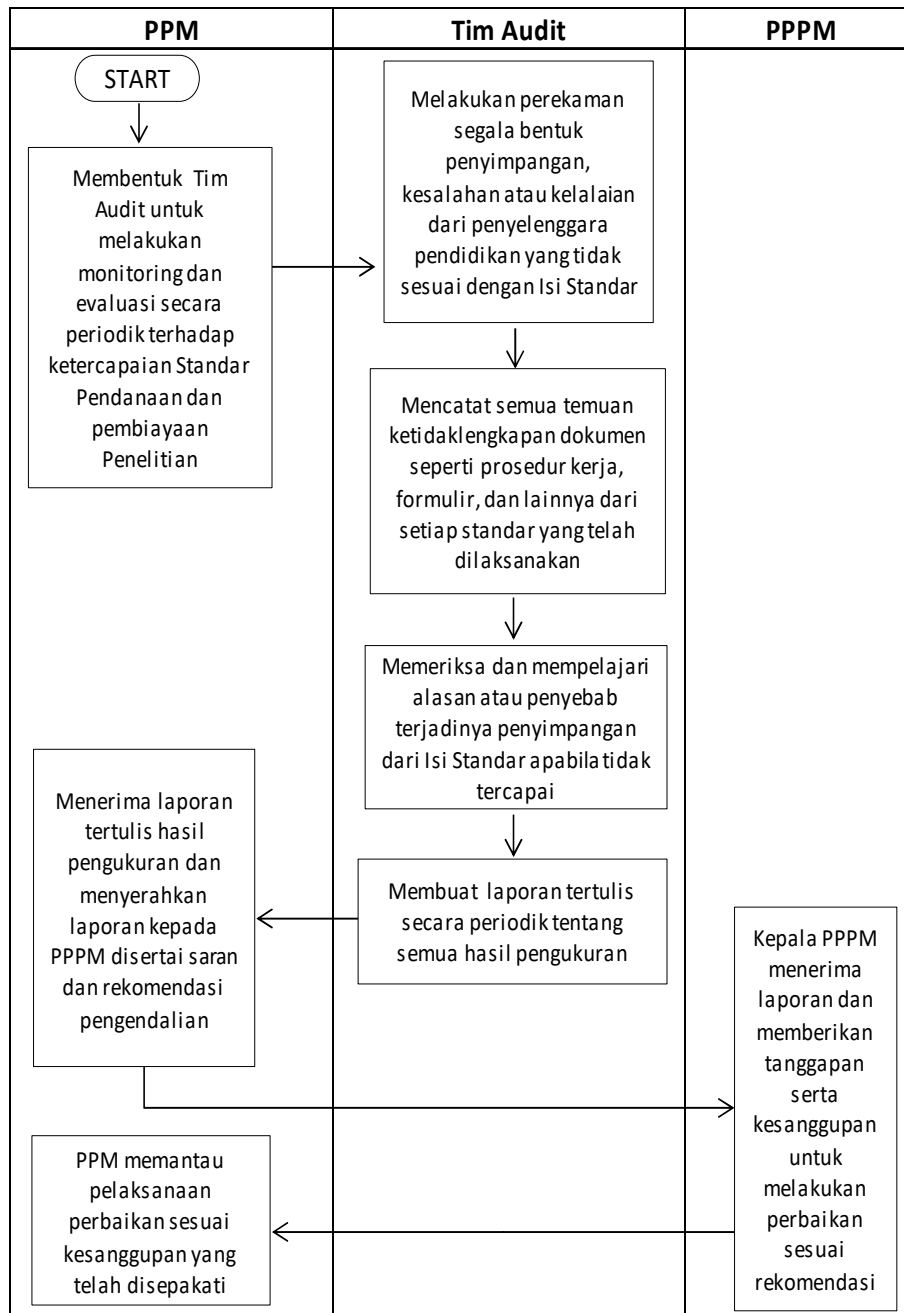 PPM
Tim Audit
PPPM
START
Membentuk Tim
Audit untuk
melakukan
monitoring dan
evaluasi secara
periodik terhadap
ketercapaian Standar
Pendanaan dan
pembiayaan
Penelitian
Melakukan perekaman
segala bentuk
penyimpangan,
kesalahan atau kelalaian
dari penyelenggara
pendidikan yang tidak
sesuai dengan Isi Standar
Mencatat semua temuan
ketidaklengkapan dokumen
seperti prosedur kerja,
formulir, dan lainnya dari
setiap standar yang telah
dilaksanakan
Memeriksa dan mempelajari
alasan atau penyebab
terjadinya penyimpangan
dari Isi Standar apabila tidak
tercapai
Membuat laporan tertulis
secara periodik tentang
semua hasil pengukuran
Menerima laporan
tertulis hasil
pengukuran dan
menyerahkan
laporan kepada
PPPM disertai saran
dan rekomendasi
pengendalian
Kepala PPPM
menerima
laporan dan
memberikan
tanggapan
serta
kesanggupan
untuk
melakukan
perbaikan
sesuai
rekomendasi
PPM memantau
pelaksanaan
perbaikan sesuai
kesanggupan yang
telah disepakati